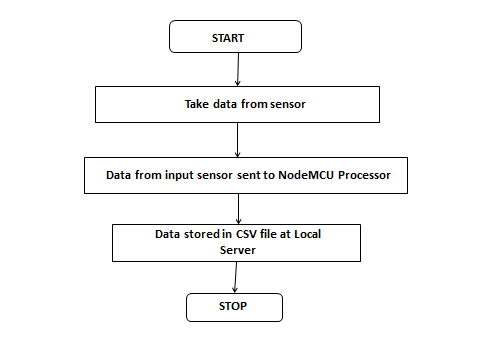 START
Take data from sensor
Data from input sensor sent to NodeMCU Processor
Data stored in CSV file at Local
Server
STOP